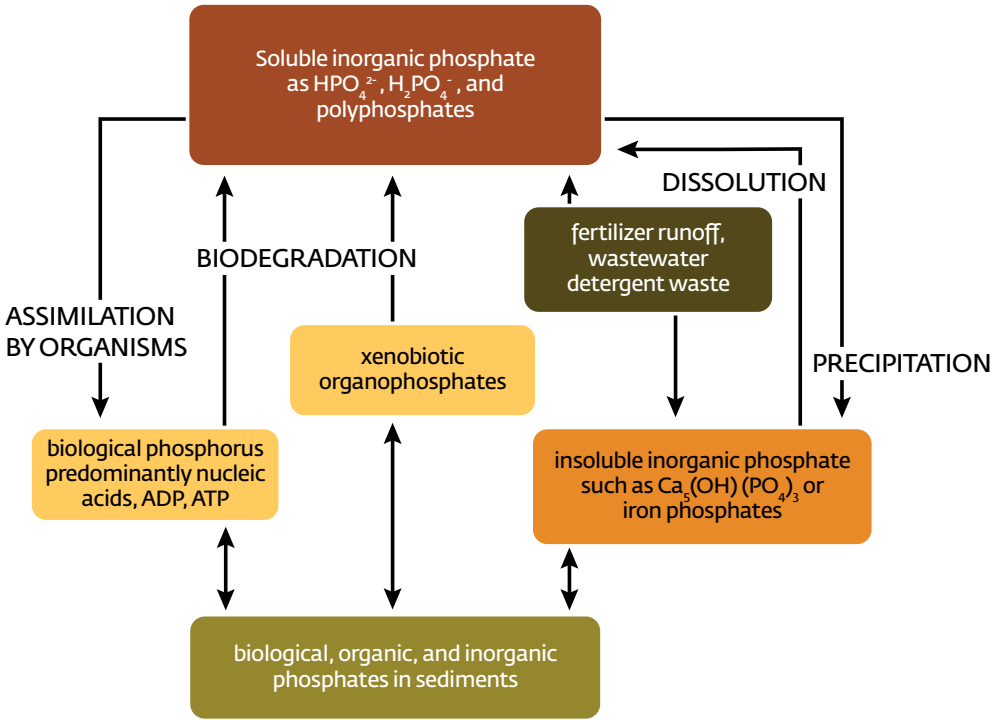 Soluble inorganic phosphate
as HPO₄²⁻, H₂PO₄⁻, and
polyphosphates
DISSOLUTION
fertilizer runoff,
wastewater
detergent waste
BIODEGRADATION
ASSIMILATION
BY ORGANISMS
xenobiotic
organophosphates
PRECIPITATION
biological phosphorus
predominantly nucleic
acids, ADP, ATP
insoluble inorganic phosphate
such as Ca₅(OH) (PO₄)₃ or
iron phosphates
biological, organic, and inorganic
phosphates in sediments